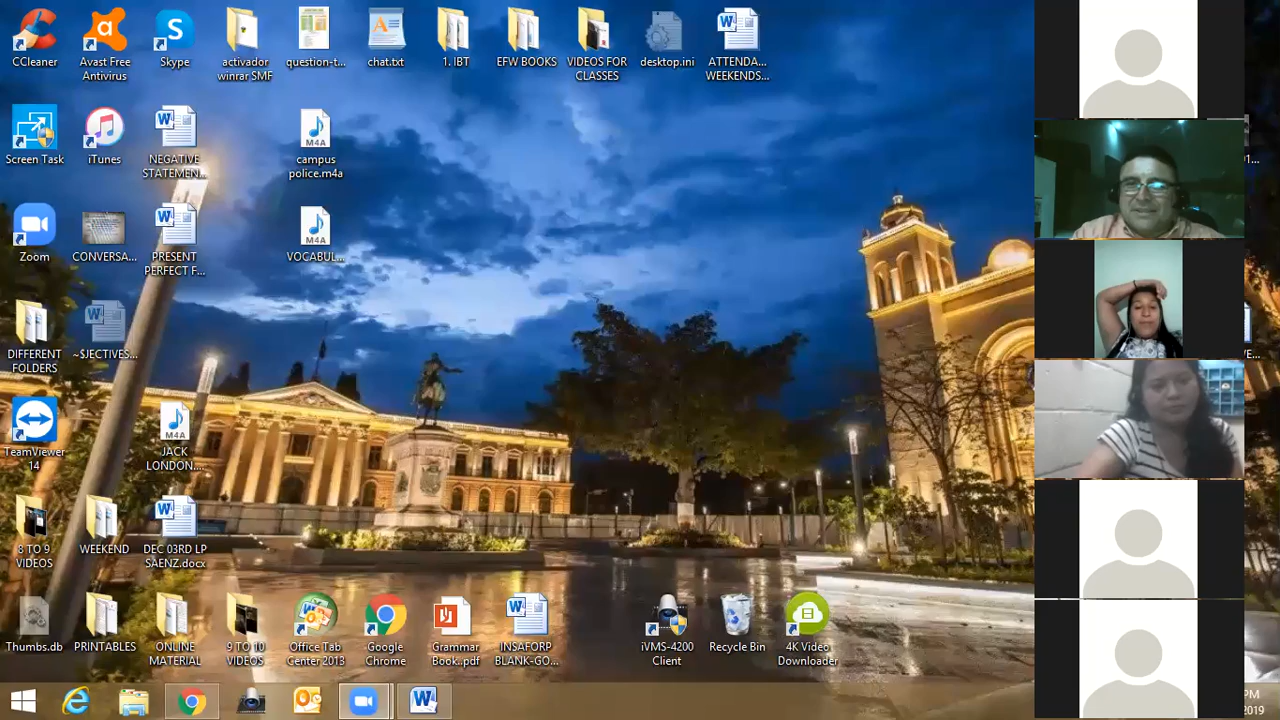 CCleaner
Avast Free
Antivirus
Skype
activador
winrar SMF
question-t...
chat.txt
1. IBT
EFW BOOKS
VIDEOS FOR
CLASSES
desktop.ini
ATTENDA...
WEEKENDS...
Screen Task
iTunes
NEGATIVE
STATEMEN...
M4A
campus
police.m4a
Zoom
CONVERSA...
PRESENT
PERFECT F...
M4A
VOCABUL...
DIFFERENT
FOLDERS
~$JECTIVES...
TeamViewer
14
M4A
JACK
LONDON....
8 TO 9
VIDEOS
WEEKEND
DEC 03RD LP
SAENZ.docx
Thumbs.db
PRINTABLES
ONLINE
MATERIAL
9 TO 10
VIDEOS
Office Tab
Center 2013
Google
Chrome
Grammar
Book..pdf
INSAFORP
BLANK-GO...
iVMS-4200
Client
Recycle Bin
4K Video
Downloader
PM
2019